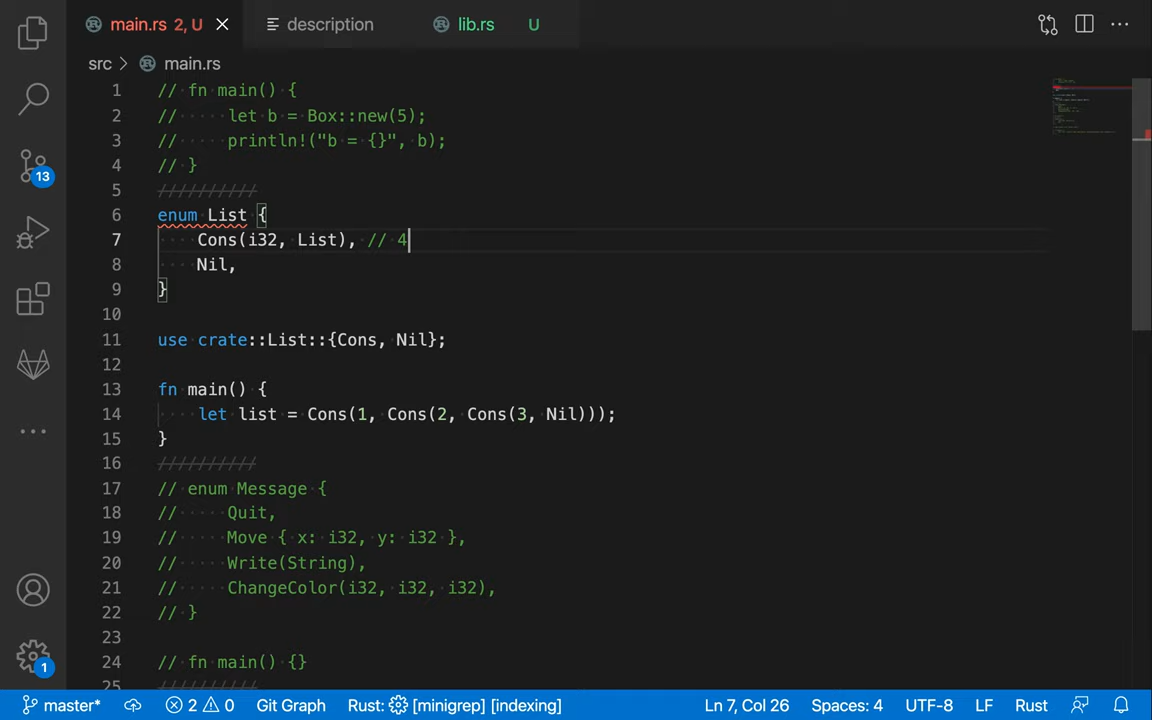 main.rs 2, U
description
lib.rs U
src
main.rs
1 // fn main() {
2 //     let b = Box::new(5);
3 //     println!("b = {}", b);
4 // }
5 //////////
6 enum List {
7     Cons(i32, List), // 4
8     Nil,
9 }
10
11 use crate::List::{Cons, Nil};
12
13 fn main() {
14     let list = Cons(1, Cons(2, Cons(3, Nil)));
15 }
16 //////////
17 // enum Message {
18 //     Quit,
19 //     Move { x: i32, y: i32 },
20 //     Write(String),
21 //     ChangeColor(i32, i32, i32),
22 // }
23
24 // fn main() {}
25 //////////
13
1
master* 2 0 Git Graph Rust: [minigrep] [indexing] Ln 7, Col 26 Spaces: 4 UTF-8 LF Rust